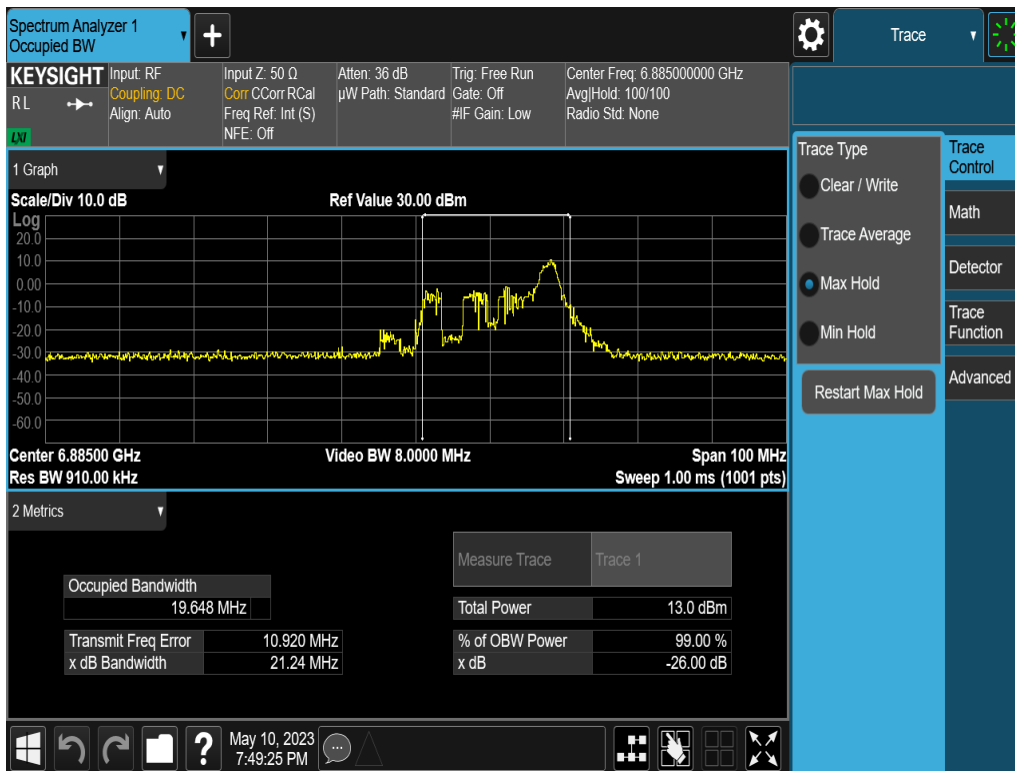 Spectrum Analyzer 1
Occupied BW
+
Trace
KEYSIGHT
RL
LXI
Input: RF
Coupling: DC
Align: Auto
Input Z: 50 Ω
Corr CCorr RCal
Freq Ref: Int (S)
NFE: Off
Atten: 36 dB
µW Path: Standard
Trig: Free Run
Gate: Off
#IF Gain: Low
Center Freq: 6.885000000 GHz
Avg|Hold: 100/100
Radio Std: None
1 Graph
Scale/Div 10.0 dB
Ref Value 30.00 dBm
Log
20.0
10.0
0.00
-10.0
-20.0
-30.0
-40.0
-50.0
-60.0
Center 6.88500 GHz
Video BW 8.0000 MHz
Span 100 MHz
Res BW 910.00 kHz
Sweep 1.00 ms (1001 pts)
2 Metrics
Measure Trace
Trace 1
Occupied Bandwidth
19.648 MHz
Total Power
13.0 dBm
Transmit Freq Error
10.920 MHz
% of OBW Power
99.00 %
x dB Bandwidth
21.24 MHz
x dB
-26.00 dB
Trace Type
Clear / Write
Trace Average
Max Hold
Min Hold
Restart Max Hold
Trace
Control
Math
Detector
Trace
Function
Advanced
?
May 10, 2023
7:49:25 PM